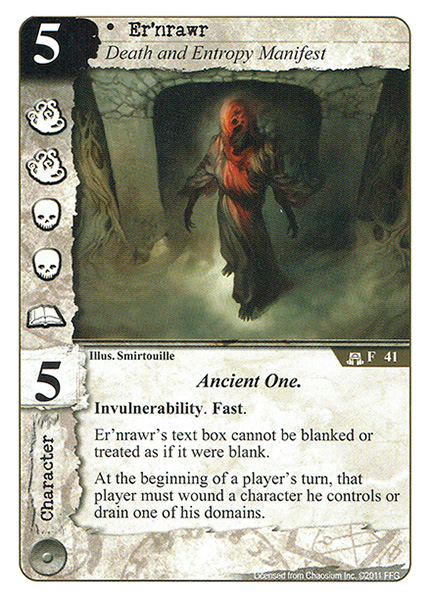 5
• Er'nrawr
Death and Entropy Manifest
Illus. Smirtouille
F 41
5
Character
Ancient One.
Invulnerability. Fast.
Er'nrawr's text box cannot be blanked or
treated as if it were blank.
At the beginning of a player's turn, that
player must wound a character he controls or
drain one of his domains.
Licensed from Chaosium Inc. ©2011 FFG